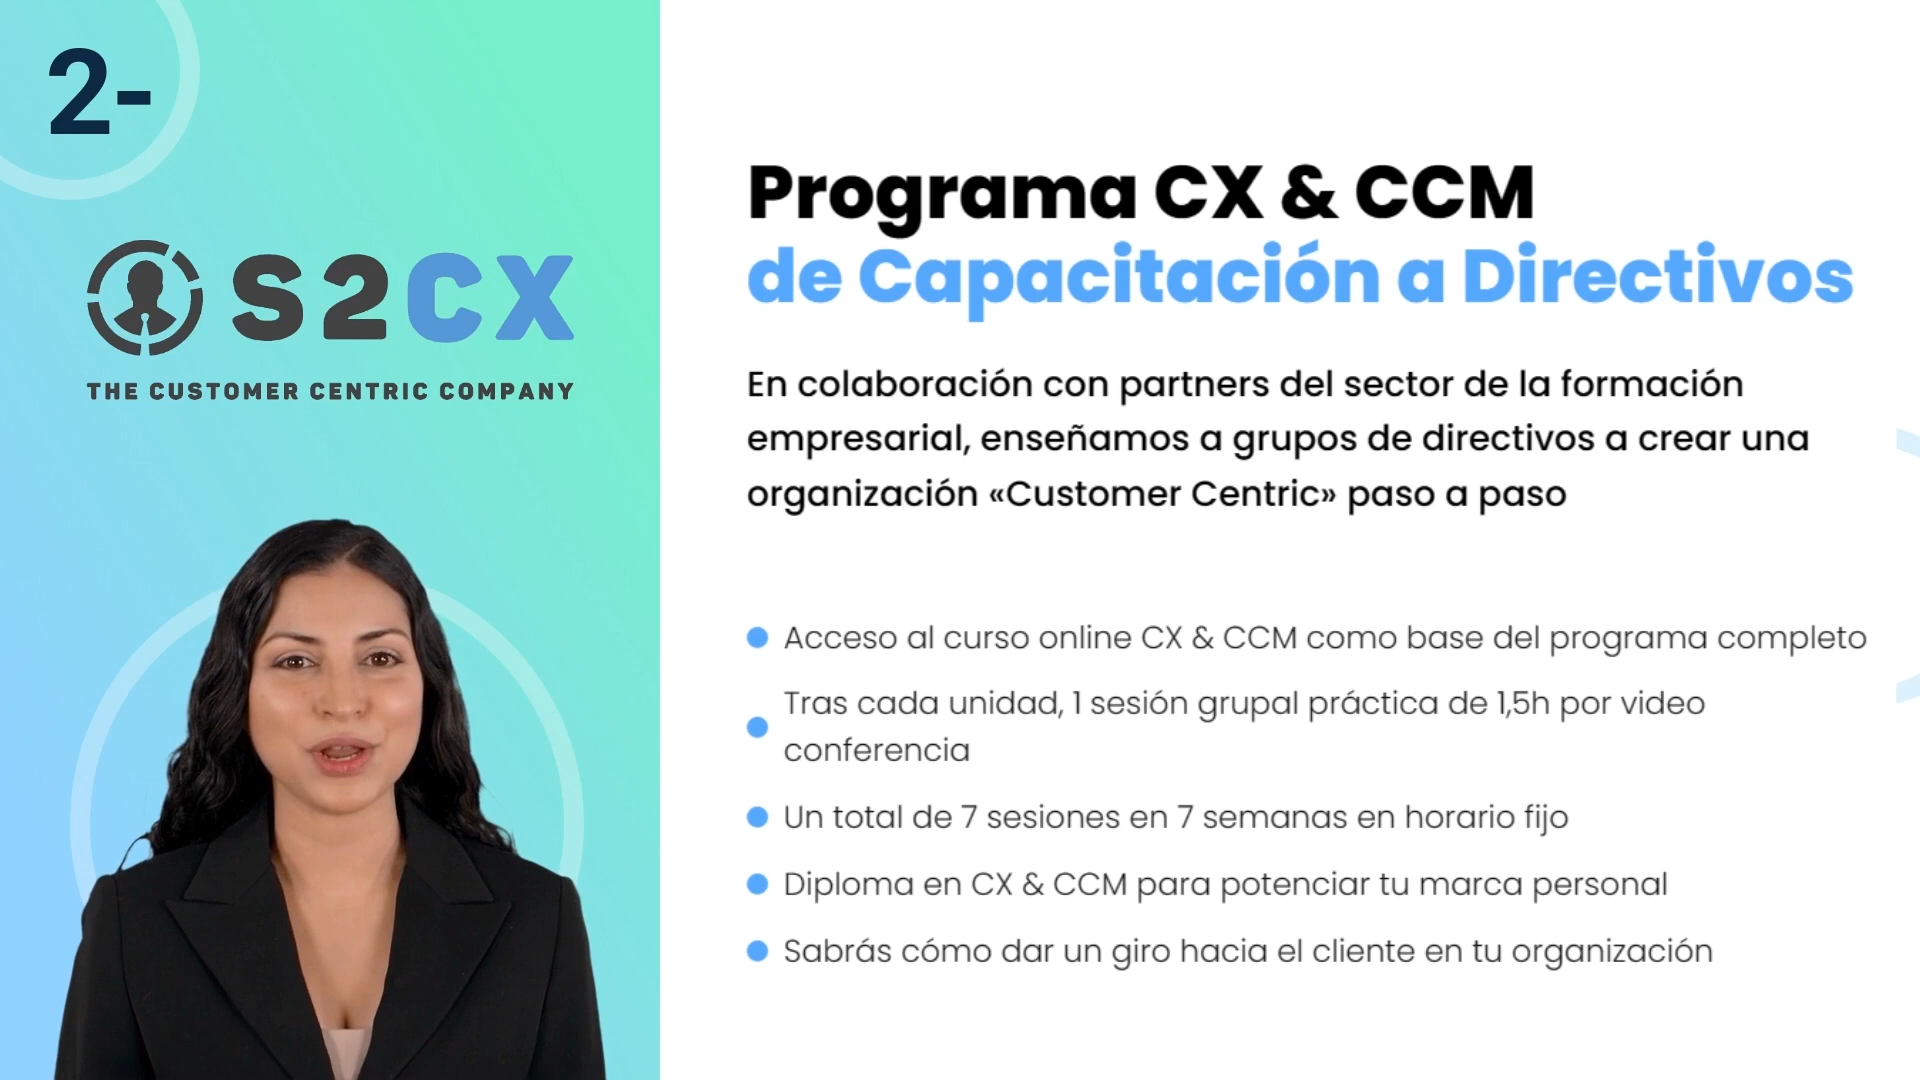 2-
S2CX
THE CUSTOMER CENTRIC COMPANY
Programa CX & CCM
de Capacitación a Directivos
En colaboración con partners del sector de la formación
empresarial, enseñamos a grupos de directivos a crear una
organización «Customer Centric» paso a paso
Acceso al curso online CX & CCM como base del programa completo
Tras cada unidad, 1 sesión grupal práctica de 1,5h por video
conferencia
Un total de 7 sesiones en 7 semanas en horario fijo
Diploma en CX & CCM para potenciar tu marca personal
Sabrás cómo dar un giro hacia el cliente en tu organización